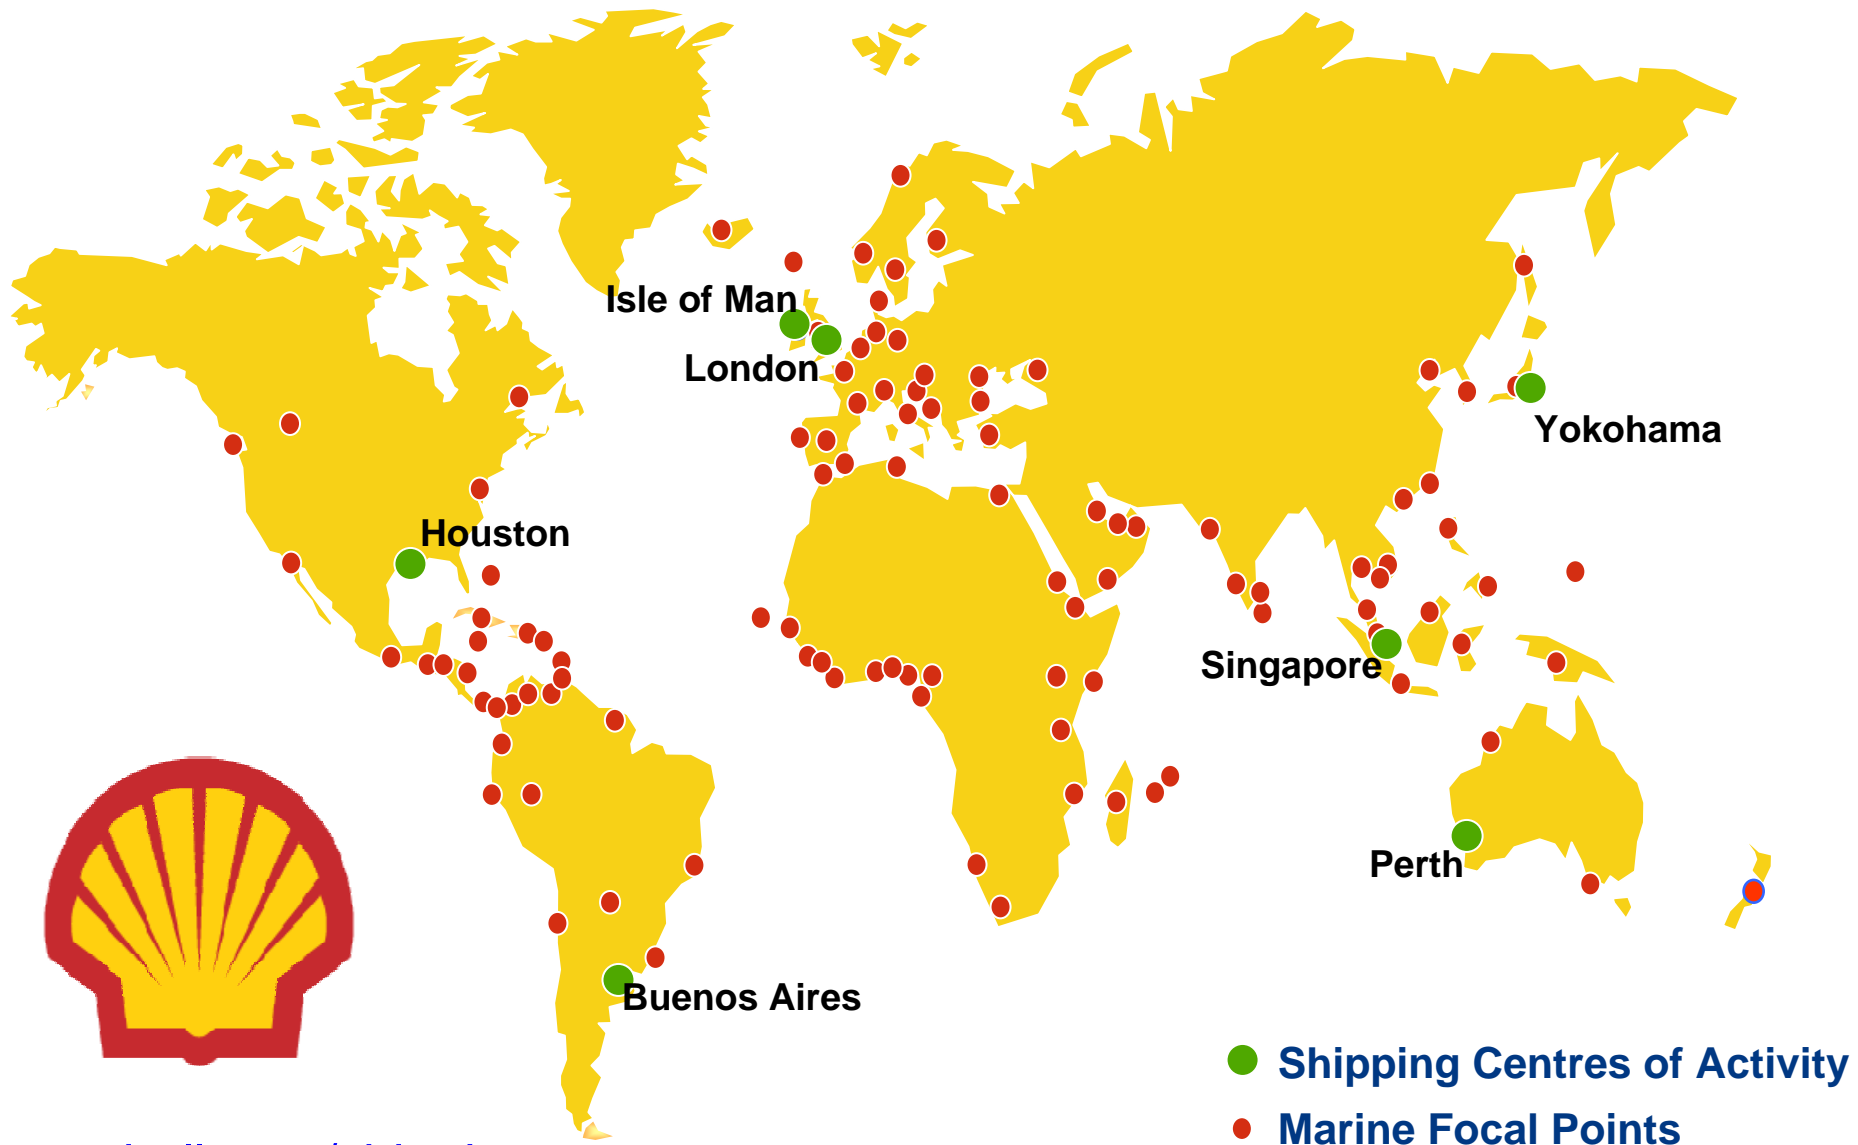 Isle of Man
London
Yokohama
Houston
Singapore
Perth
Buenos Aires
Shipping Centres of Activity
Marine Focal Points